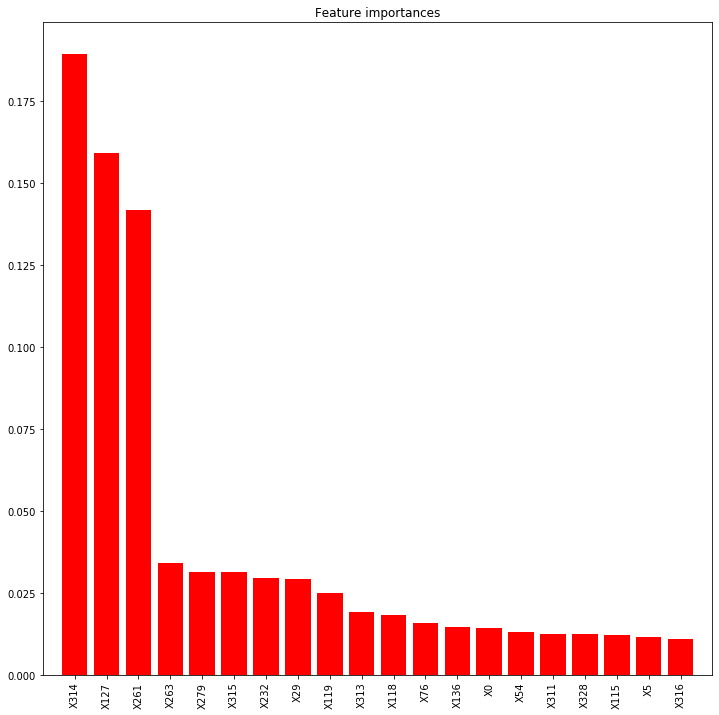 Feature importances
0.175
0.150
0.125
0.100
0.075
0.050
0.025
0.000
X314
X127
X261
X263
X279
X315
X232
X29
X119
X313
X118
X76
X136
X0
X54
X311
X328
X115
X5
X316